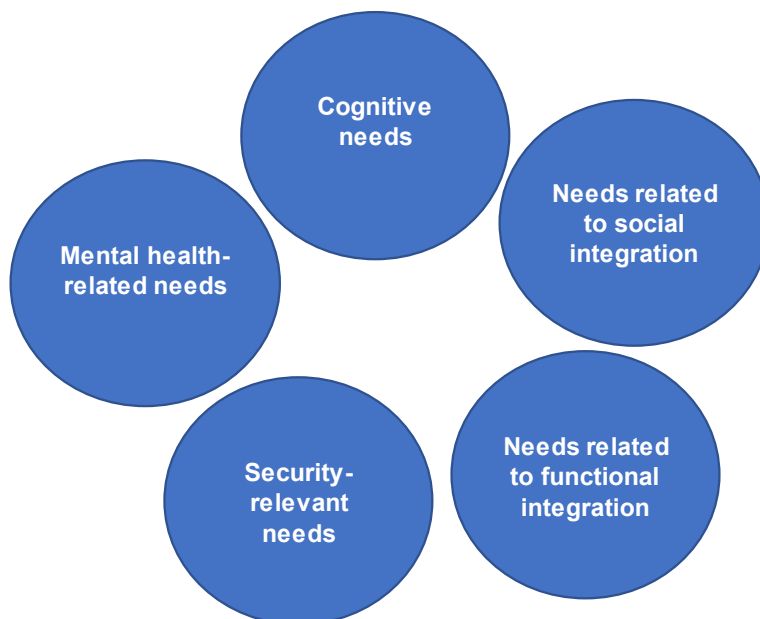 Cognitive
needs
Needs related
to social
integration
Mental health-
related needs
Needs related
to functional
integration
Security-
relevant
needs